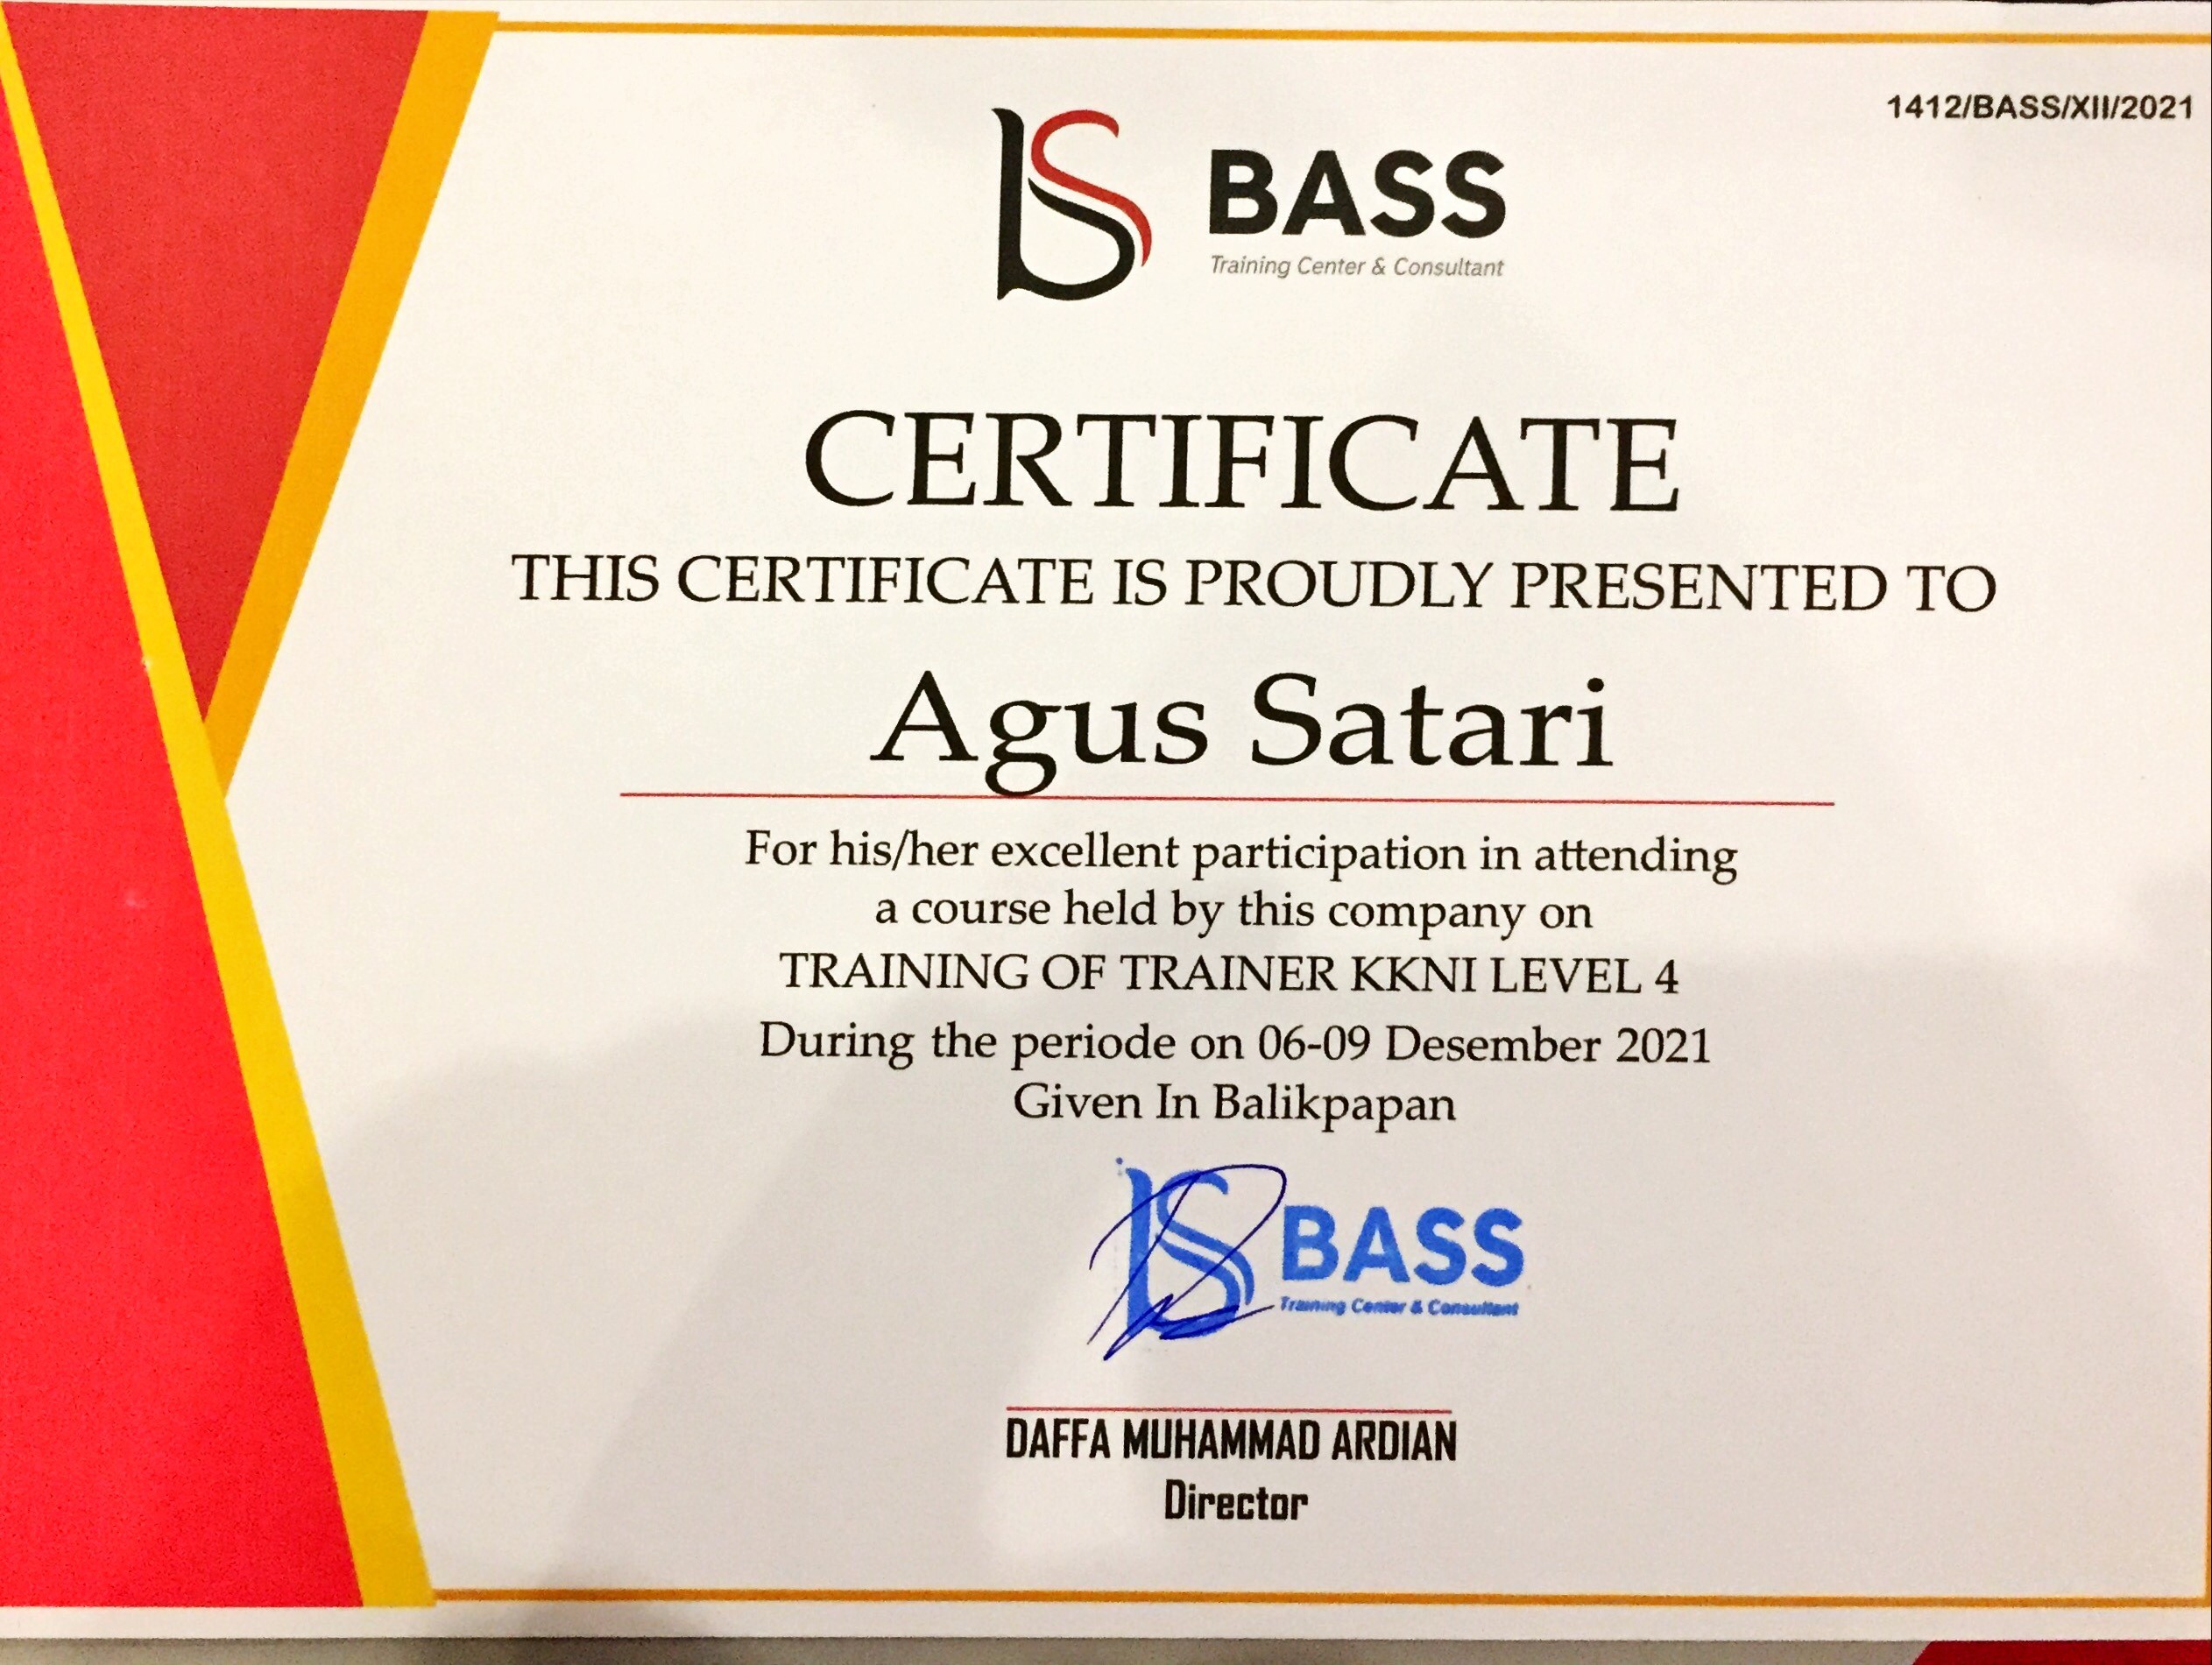 1412/BASS/XII/2021
BASS
Training Center & Consultant
CERTIFICATE
THIS CERTIFICATE IS PROUDLY PRESENTED TO
Agus Satari
For his/her excellent participation in attending
a course held by this company on
TRAINING OF TRAINER KKNI LEVEL 4
During the periode on 06-09 Desember 2021
Given In Balikpapan
BASS
Training Center & Consultant
DAFFA MUHAMMAD ARDIAN
Director